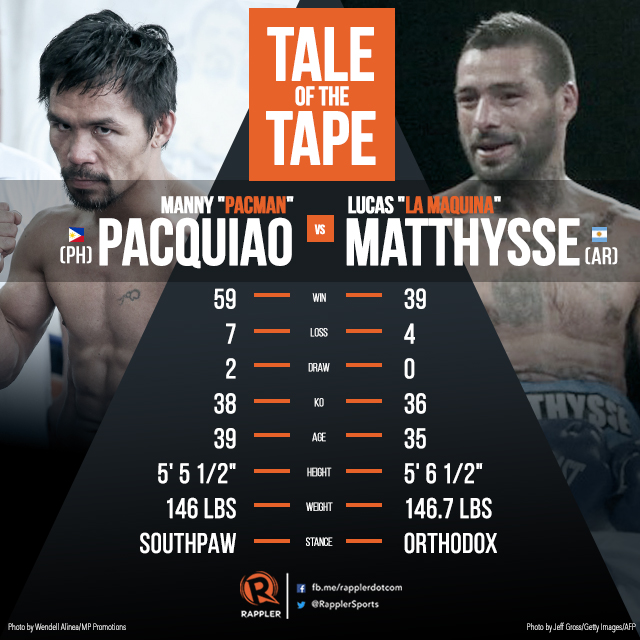 TALE
OF THE
TAPE
MANNY "PACMAN"
LUCAS "LA MAQUINA"
(PH) PACQUIAO VS MATTHYSSE (AR)
59 WIN 39
7 LOSS 4
2 DRAW 0
38 KO 36
39 AGE 35
5' 5 1/2" HEIGHT 5' 6 1/2"
146 LBS WEIGHT 146.7 LBS
SOUTHPAW STANCE ORTHODOX
THYSSE
RAPPLER
fb.me/rapplerdotcom
@RapplerSports
Photo by Wendell Alinea/MP Promotions
Photo by Jeff Gross/Getty Images/AFP